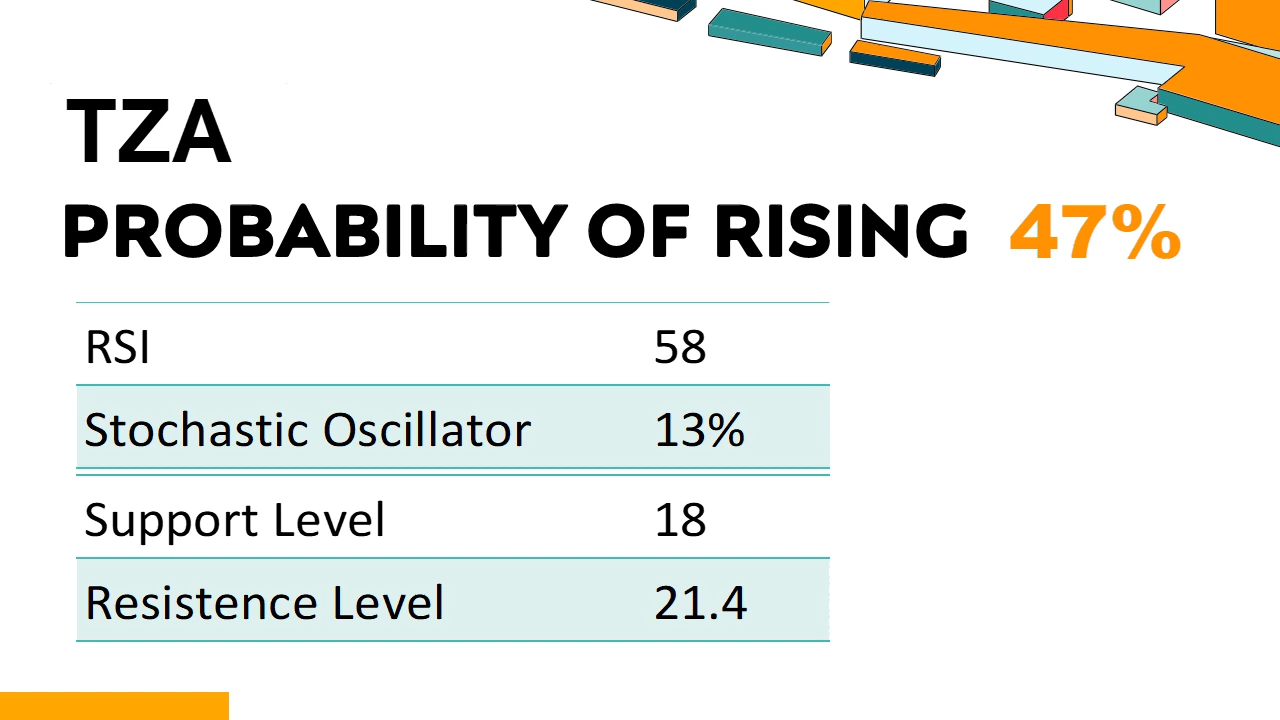 TZA
PROBABILITY OF RISING 47%
RSI 58
Stochastic Oscillator 13%
Support Level 18
Resistence Level 21.4